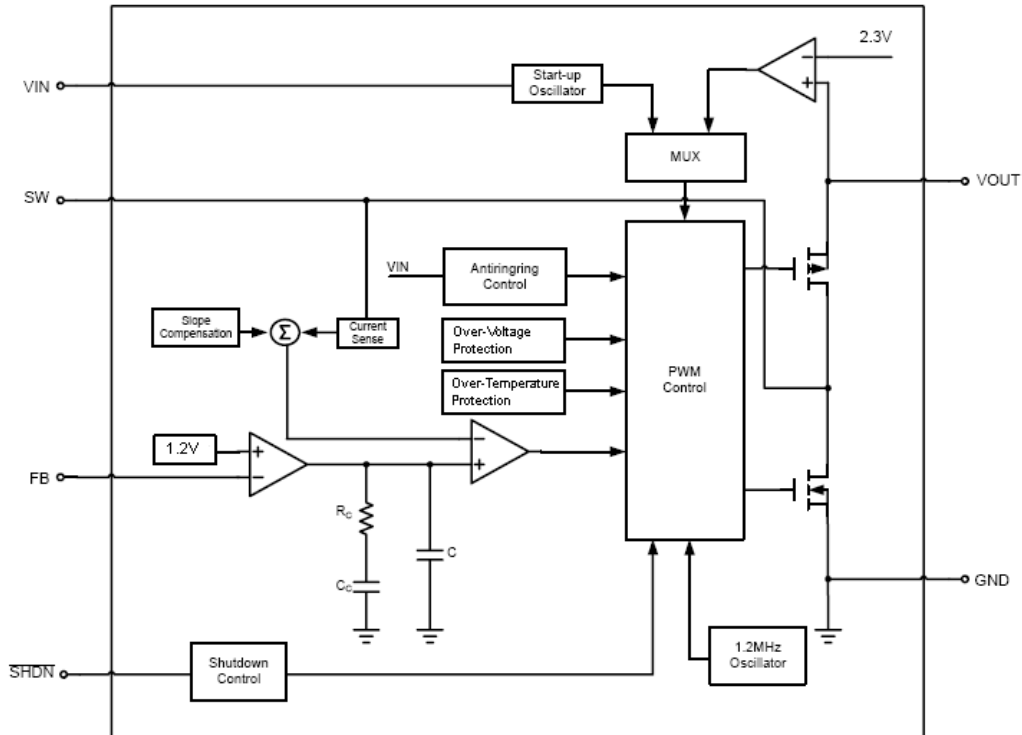 2.3V
VIN
Start-up
Oscillator
MUX
SW
VOUT
VIN
Antiringring
Control
Slope
Compensation
Σ
Current
Sense
Over-Voltage
Protection
PWM
Control
Over-Temperature
Protection
1.2V
+
−
−
+
−
+
FB
RC
CC
C
GND
SHDN
Shutdown
Control
1.2MHz
Oscillator